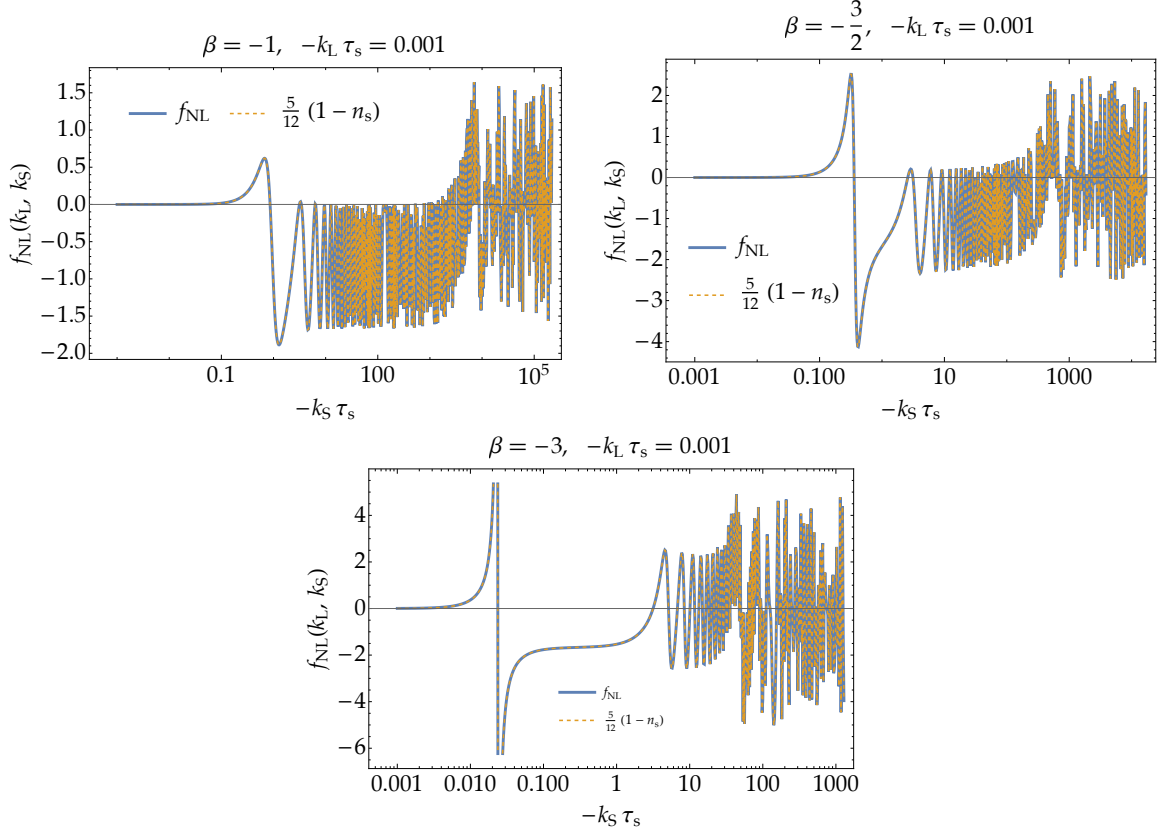 β = −1, −k_L τ_s = 0.001
f_NL
5/12 (1 − n_s)
f_NL(k_L, k_S)
1.5
1.0
0.5
0.0
−0.5
−1.0
−1.5
−2.0
0.1
100
10^5
−k_S τ_s
β = −3/2, −k_L τ_s = 0.001
f_NL(k_L, k_S)
2
1
0
−1
−2
−3
−4
f_NL
5/12 (1 − n_s)
0.001
0.100
10
1000
−k_S τ_s
β = −3, −k_L τ_s = 0.001
f_NL(k_L, k_S)
4
2
0
−2
−4
−6
f_NL
5/12 (1 − n_s)
0.001
0.010
0.100
1
10
100
1000
−k_S τ_s